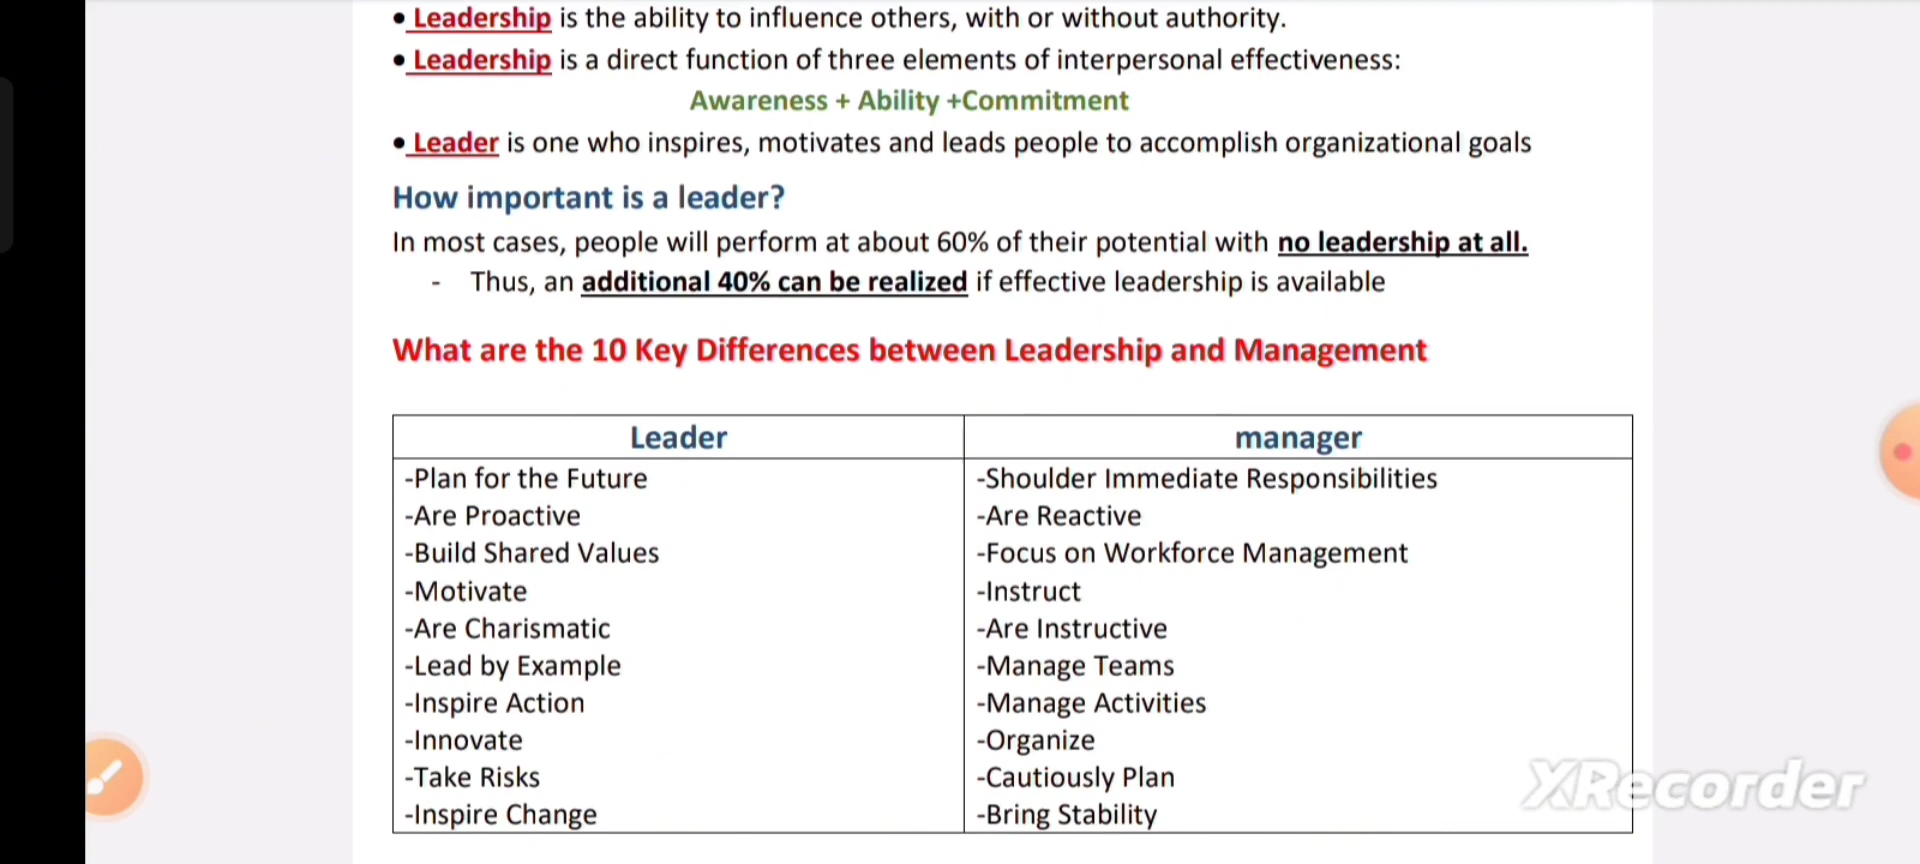 • Leadership is the ability to influence others, with or without authority.
• Leadership is a direct function of three elements of interpersonal effectiveness:
Awareness + Ability +Commitment
• Leader is one who inspires, motivates and leads people to accomplish organizational goals
How important is a leader?
In most cases, people will perform at about 60% of their potential with no leadership at all.
- Thus, an additional 40% can be realized if effective leadership is available
What are the 10 Key Differences between Leadership and Management
Leader manager
-Plan for the Future -Shoulder Immediate Responsibilities
-Are Proactive -Are Reactive
-Build Shared Values -Focus on Workforce Management
-Motivate -Instruct
-Are Charismatic -Are Instructive
-Lead by Example -Manage Teams
-Inspire Action -Manage Activities
-Innovate -Organize
-Take Risks -Cautiously Plan
-Inspire Change -Bring Stability
XRecorder